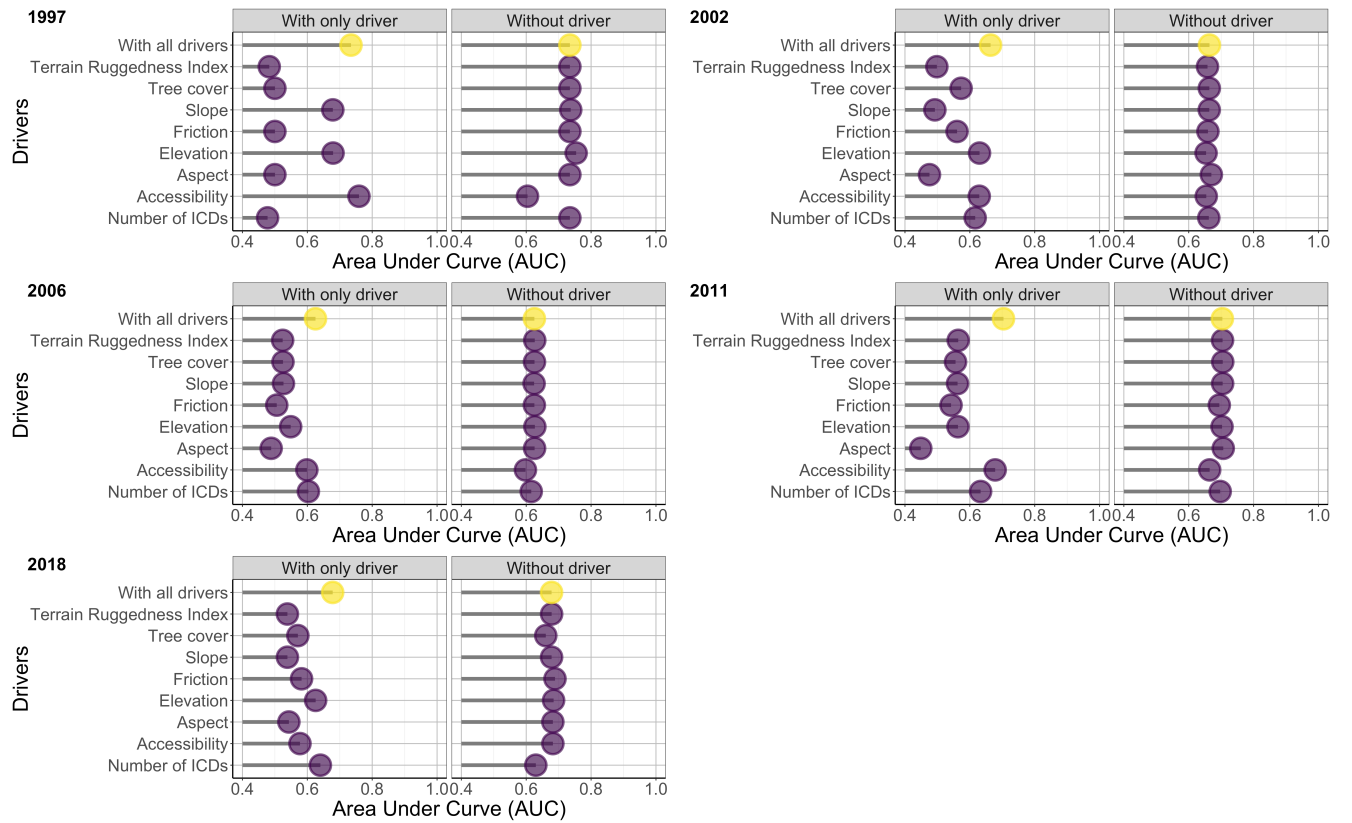 1997
With only driver
Without driver
Drivers
With all drivers
Terrain Ruggedness Index
Tree cover
Slope
Friction
Elevation
Aspect
Accessibility
Number of ICDs
0.4 0.6 0.8 1.0 0.4 0.6 0.8 1.0
Area Under Curve (AUC)
2002
With only driver
Without driver
With all drivers
Terrain Ruggedness Index
Tree cover
Slope
Friction
Elevation
Aspect
Accessibility
Number of ICDs
0.4 0.6 0.8 1.0 0.4 0.6 0.8 1.0
Area Under Curve (AUC)
2006
With only driver
Without driver
Drivers
With all drivers
Terrain Ruggedness Index
Tree cover
Slope
Friction
Elevation
Aspect
Accessibility
Number of ICDs
0.4 0.6 0.8 1.0 0.4 0.6 0.8 1.0
Area Under Curve (AUC)
2011
With only driver
Without driver
With all drivers
Terrain Ruggedness Index
Tree cover
Slope
Friction
Elevation
Aspect
Accessibility
Number of ICDs
0.4 0.6 0.8 1.0 0.4 0.6 0.8 1.0
Area Under Curve (AUC)
2018
With only driver
Without driver
Drivers
With all drivers
Terrain Ruggedness Index
Tree cover
Slope
Friction
Elevation
Aspect
Accessibility
Number of ICDs
0.4 0.6 0.8 1.0 0.4 0.6 0.8 1.0
Area Under Curve (AUC)